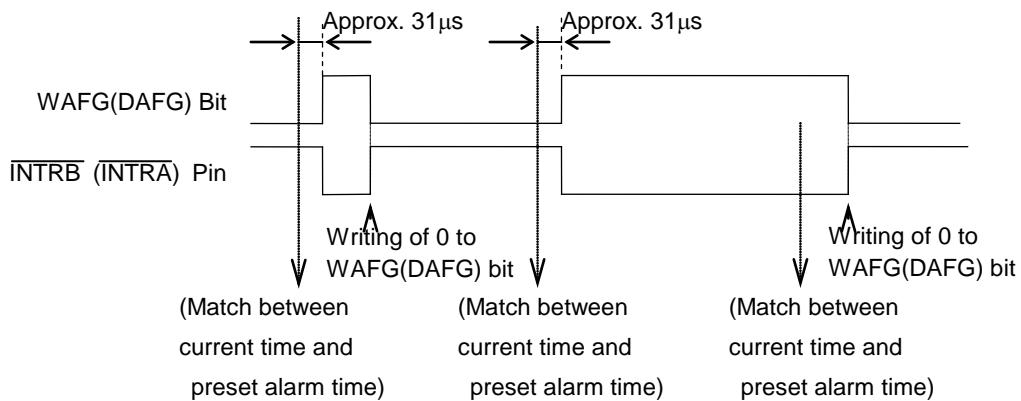 Approx. 31μs
Approx. 31μs
WAFG(DAFG) Bit
INTRB (INTRA) Pin
Writing of 0 to
WAFG(DAFG) bit
Writing of 0 to
WAFG(DAFG) bit
(Match between
current time and
preset alarm time)
(Match between
current time and
preset alarm time)
(Match between
current time and
preset alarm time)